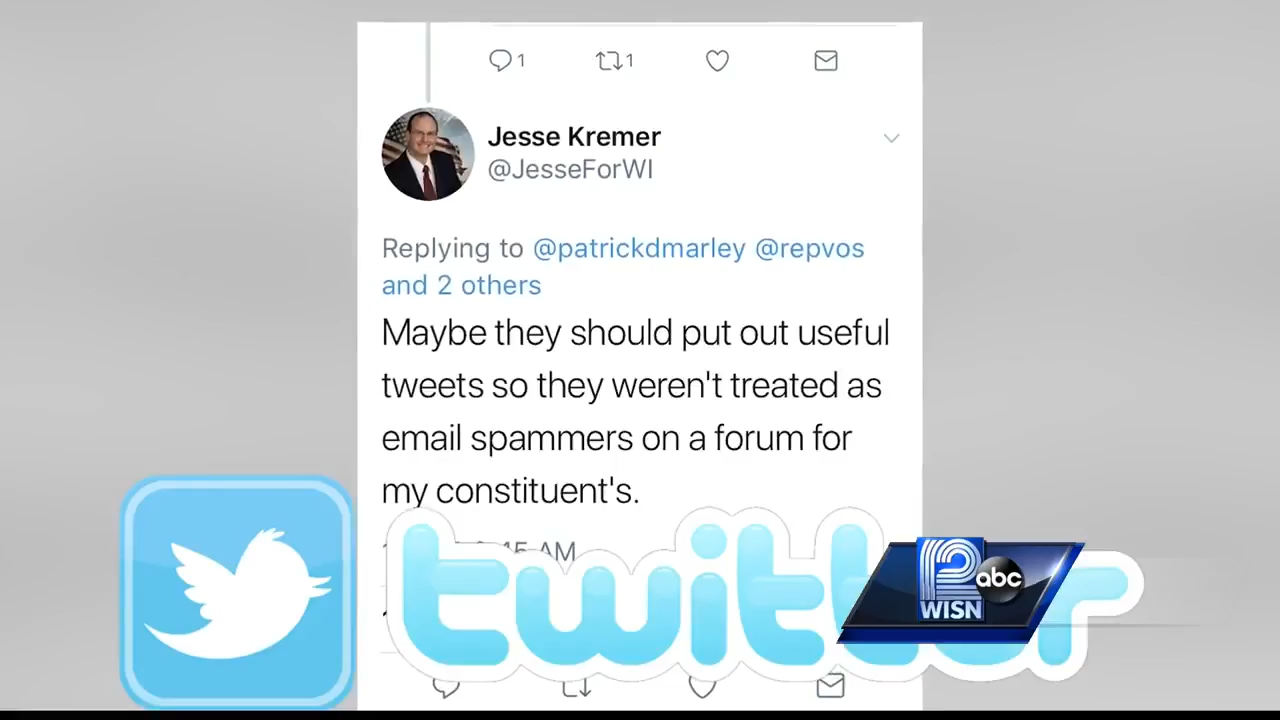 1 1
Jesse Kremer
@JesseForWI
Replying to @patrickdmarley @repvos
and 2 others
Maybe they should put out useful
tweets so they weren't treated as
email spammers on a forum for
my constituent's.
AM
twitter
12
abc
WISN